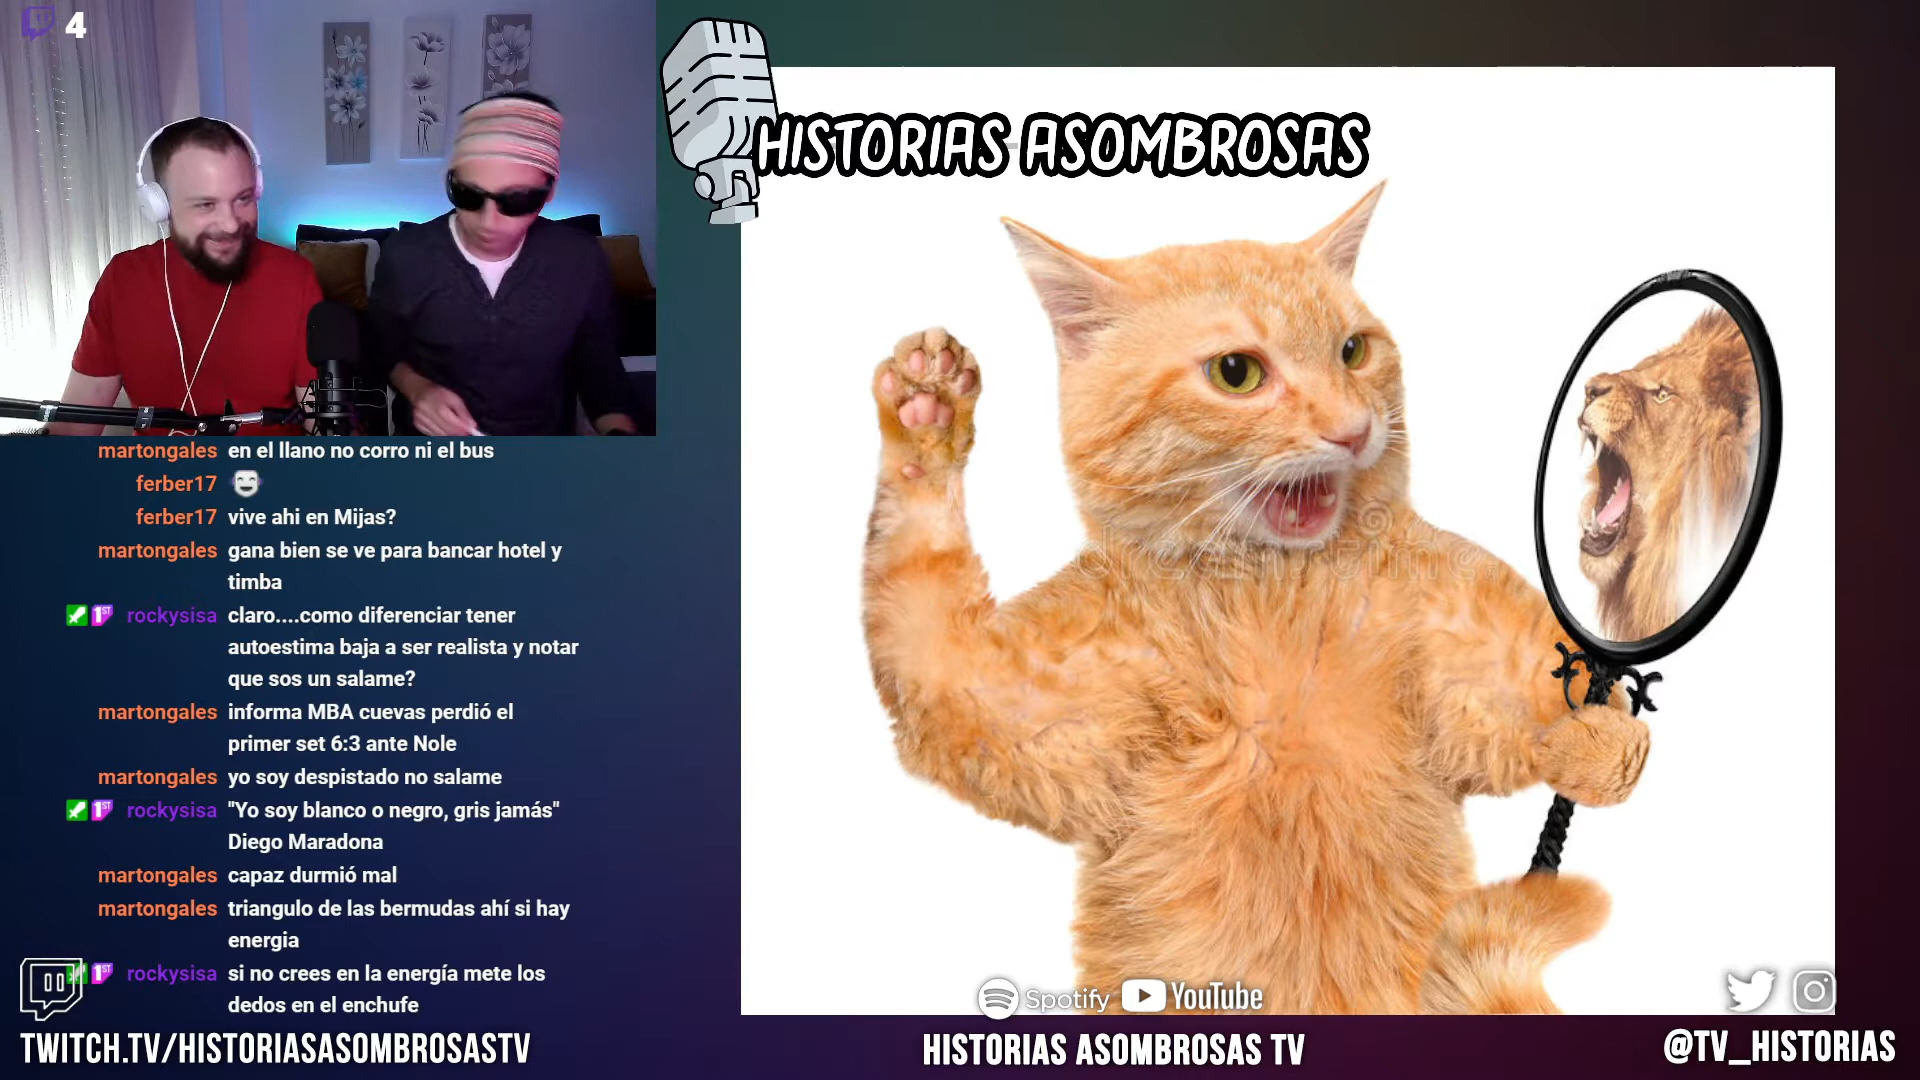 4
HISTORIAS ASOMBROSAS
martongales en el llano no corro ni el bus
ferber17
ferber17 vive ahi en Mijas?
martongales gana bien se ve para bancar hotel y
timba
1ST rockysisa claro....como diferenciar tener
autoestima baja a ser realista y notar
que sos un salame?
martongales informa MBA cuevas perdió el
primer set 6:3 ante Nole
martongales yo soy despistado no salame
1ST rockysisa "Yo soy blanco o negro, gris jamás"
Diego Maradona
martongales capaz durmió mal
martongales triangulo de las bermudas ahí si hay
energia
1ST rockysisa si no crees en la energía mete los
dedos en el enchufe
dreamstime
Spotify YouTube
TWITCH.TV/HISTORIASASOMBROSASTV
HISTORIAS ASOMBROSAS TV
@TV_HISTORIAS